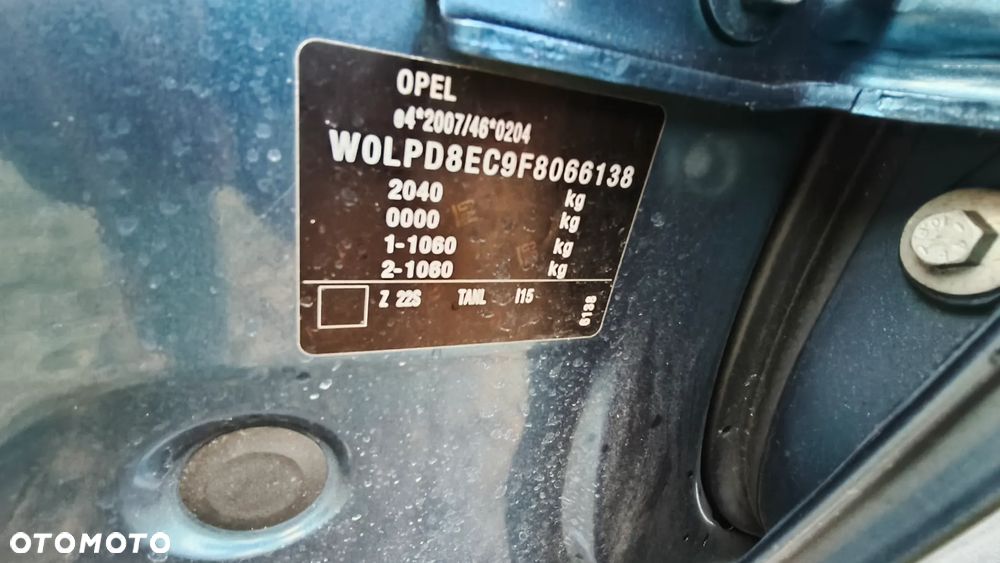 OPEL
e4*2007/46*0204
W0LPD8EC9F8066138
2040 kg
0000 kg
1-1060 kg
2-1060 kg
Z 22S TANL I15 6138
OTOMOTO